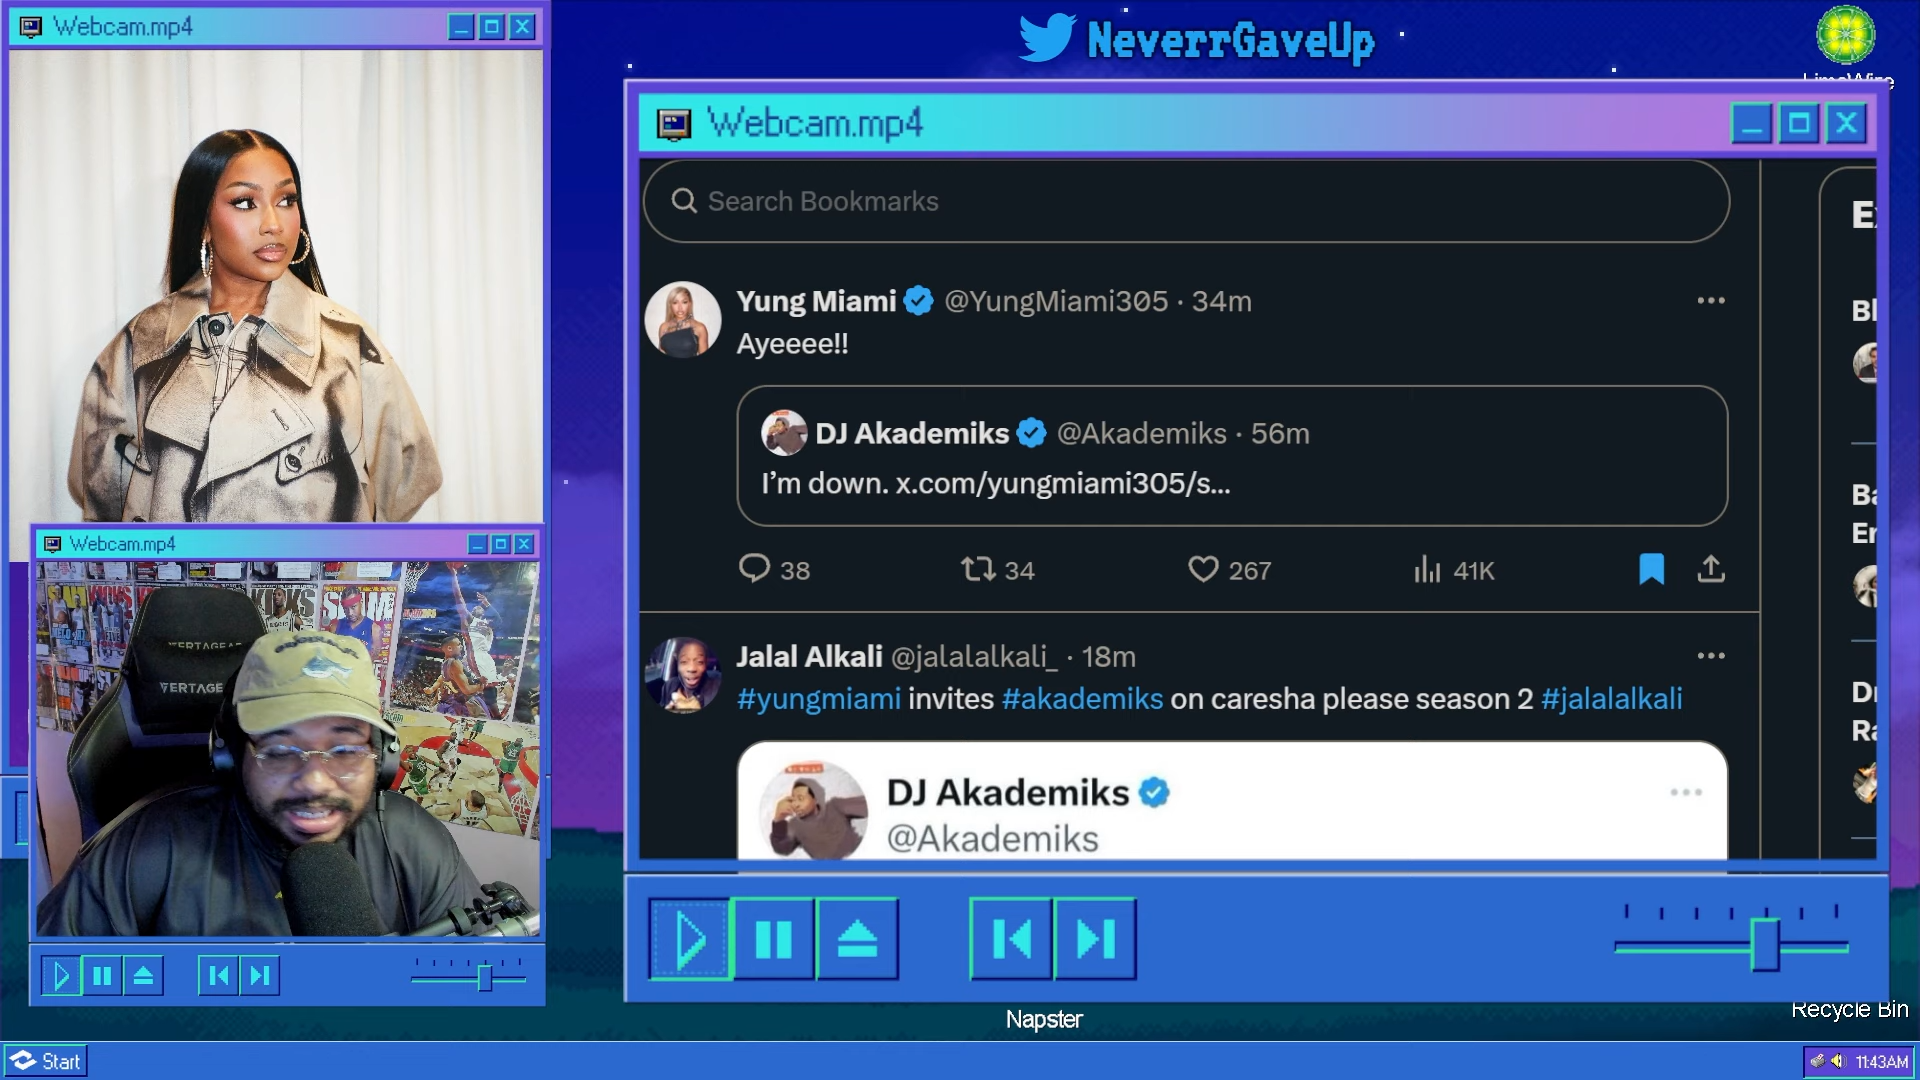 Webcam.mp4
NeverrGaveUp
Webcam.mp4
Search Bookmarks
Yung Miami @YungMiami305 · 34m
Ayeeee!!
DJ Akademiks @Akademiks · 56m
I'm down. x.com/yungmiami305/s...
38 34 267 41K
Jalal Alkali @jalalalkali_ · 18m
#yungmiami invites #akademiks on caresha please season 2 #jalalalkali
DJ Akademiks
@Akademiks
Webcam.mp4
KICKS
SLAM
Napster
Recycle Bin
Start
11:43AM